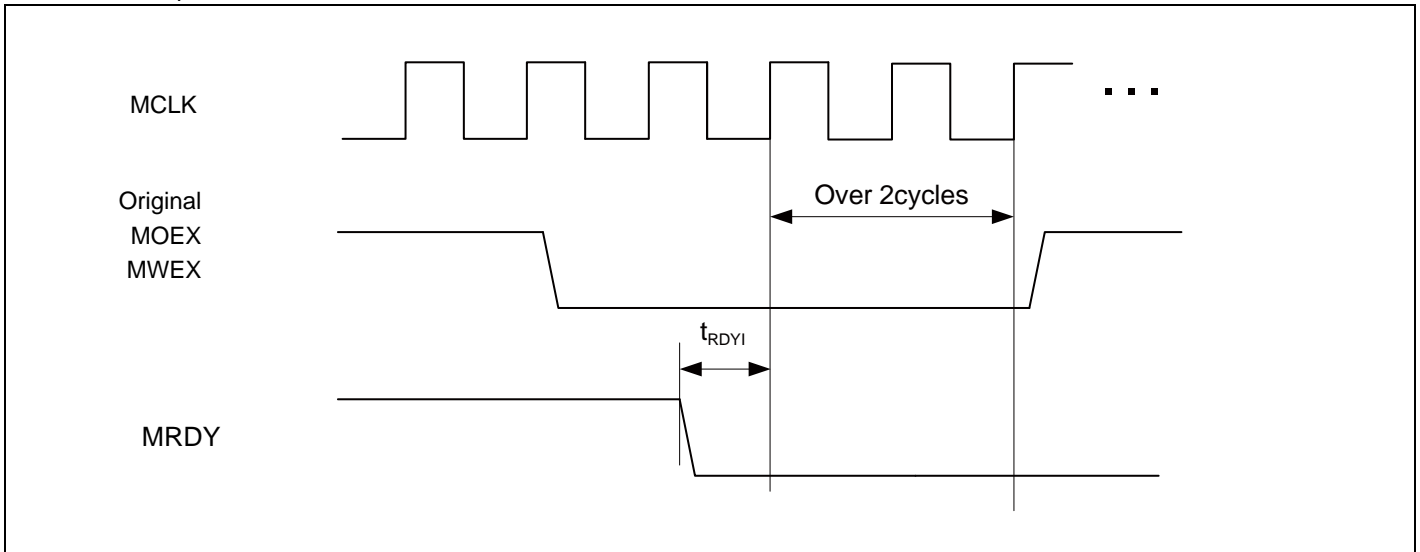 MCLK
Original
MOEX
MWEX
Over 2cycles
tRDYI
MRDY